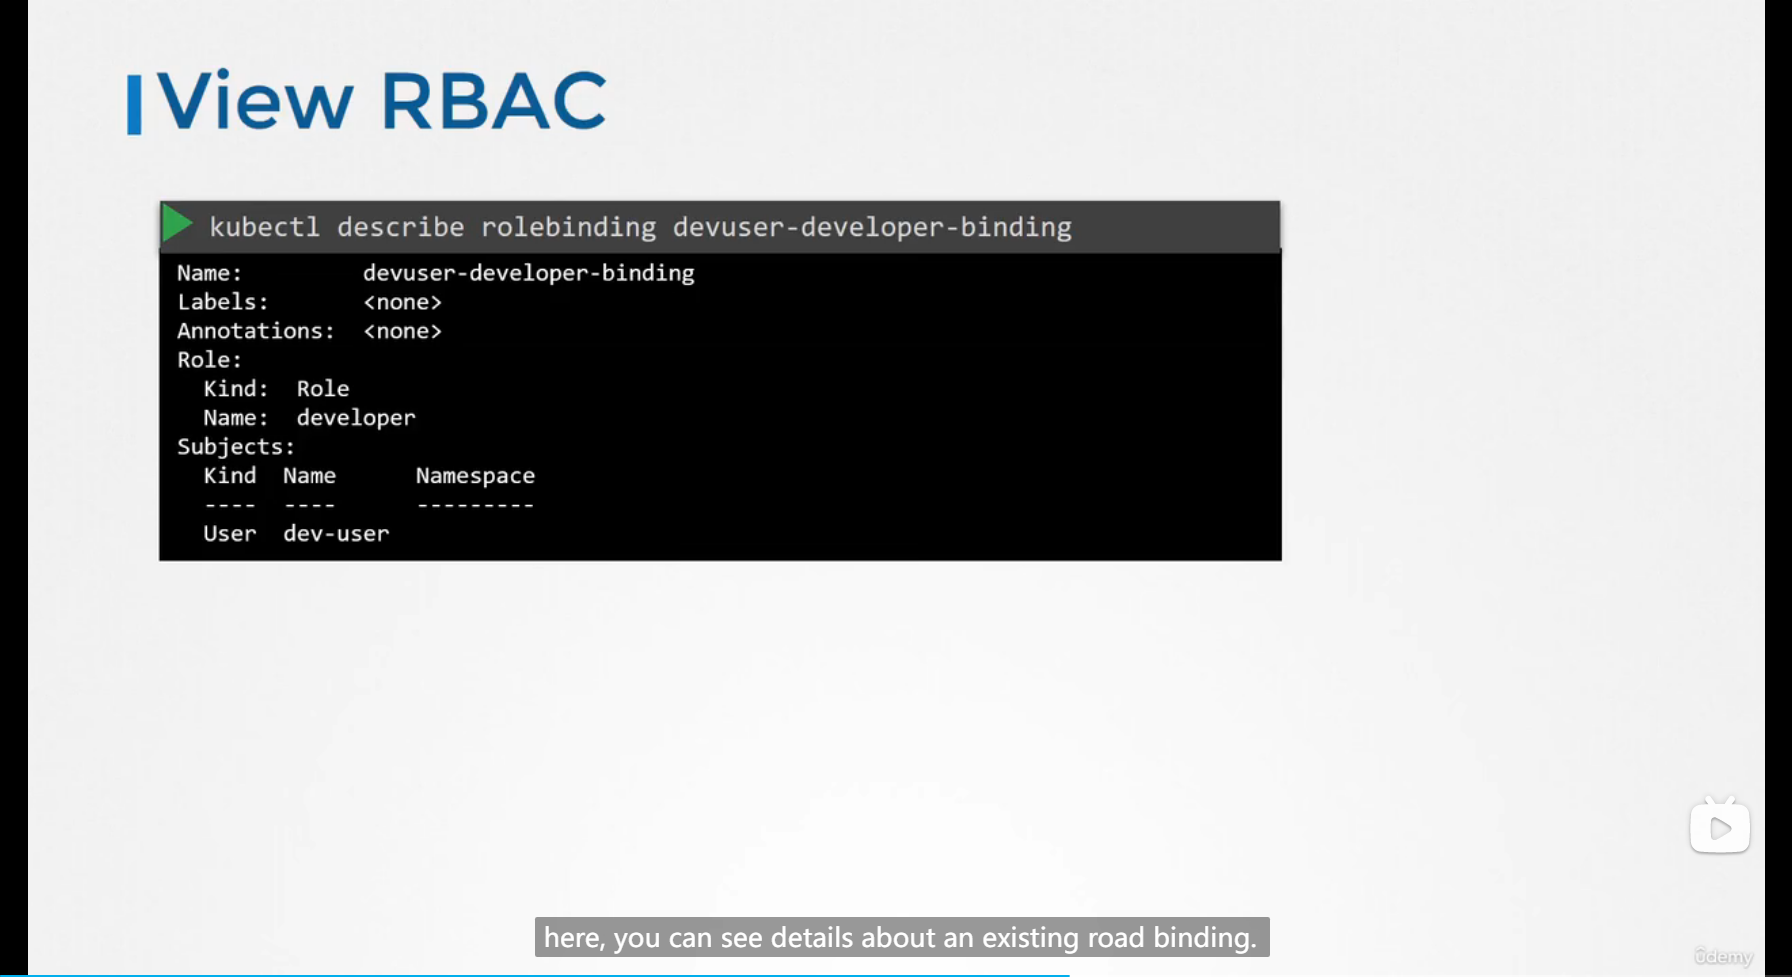 View RBAC
kubectl describe rolebinding devuser-developer-binding
Name:         devuser-developer-binding
Labels:       <none>
Annotations:  <none>
Role:
  Kind:  Role
  Name:  developer
Subjects:
  Kind  Name      Namespace
  ----  ----      ---------
  User  dev-user
here, you can see details about an existing road binding.
ûdemy